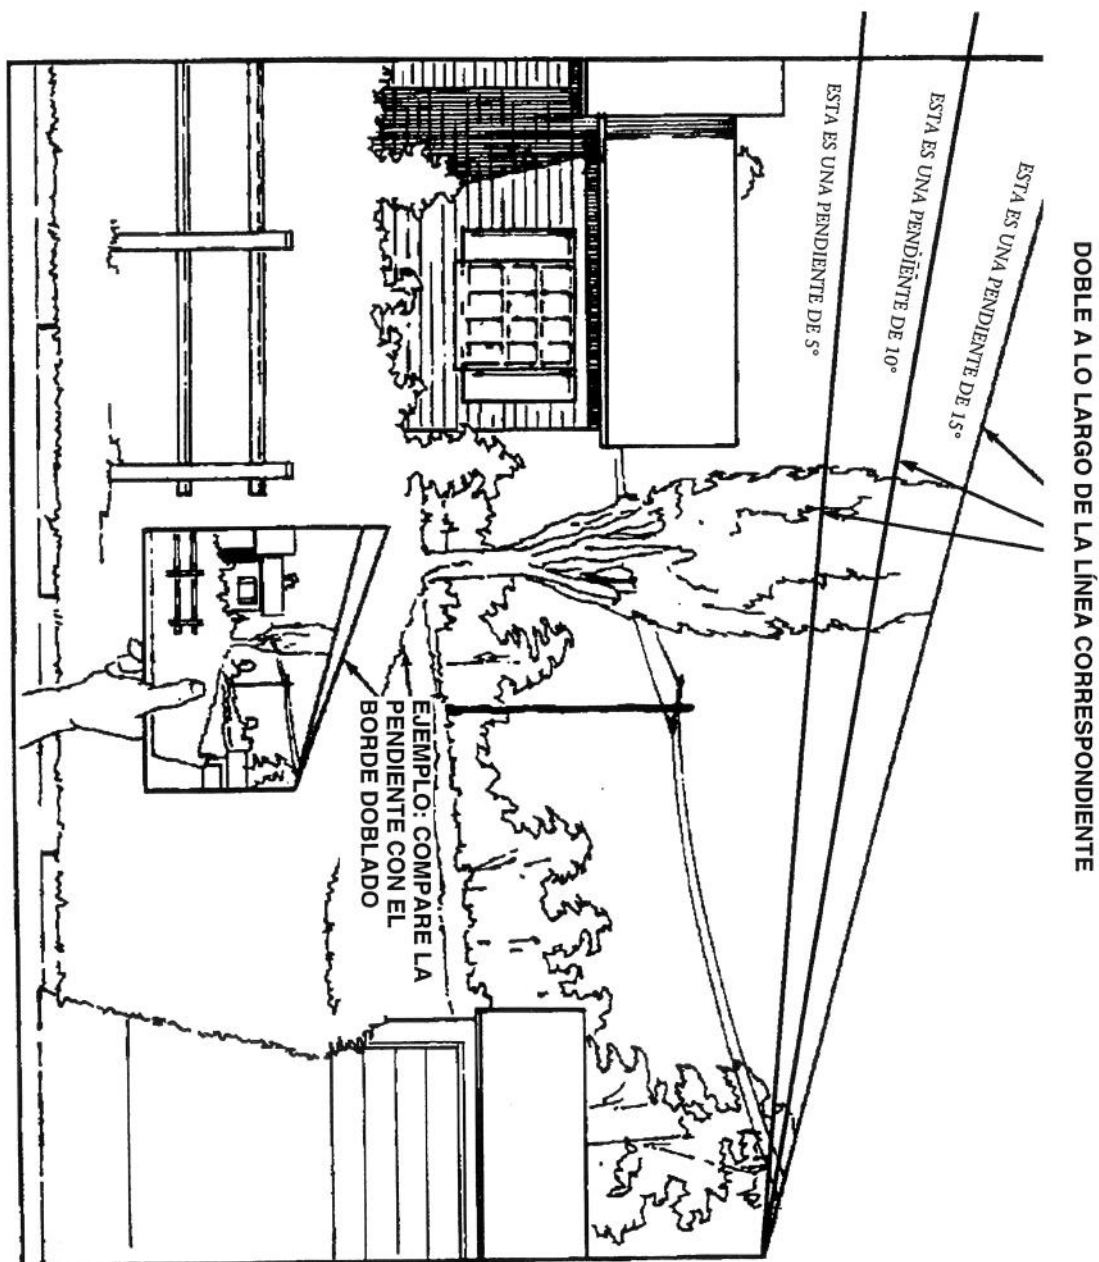 DOBLE A LO LARGO DE LA LÍNEA CORRESPONDIENTE
ESTA ES UNA PENDIENTE DE 15°
ESTA ES UNA PENDIENTE DE 10°
ESTA ES UNA PENDIENTE DE 5°
EJEMPLO: COMPARE LA
PENDIENTE CON EL
BORDE DOBLADO